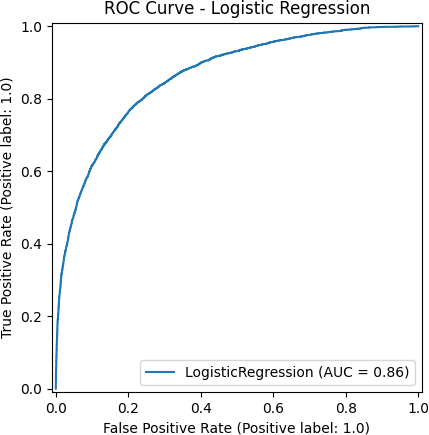 ROC Curve - Logistic Regression
True Positive Rate (Positive label: 1.0)
1.0
0.8
0.6
0.4
0.2
0.0
LogisticRegression (AUC = 0.86)
0.0 0.2 0.4 0.6 0.8 1.0
False Positive Rate (Positive label: 1.0)